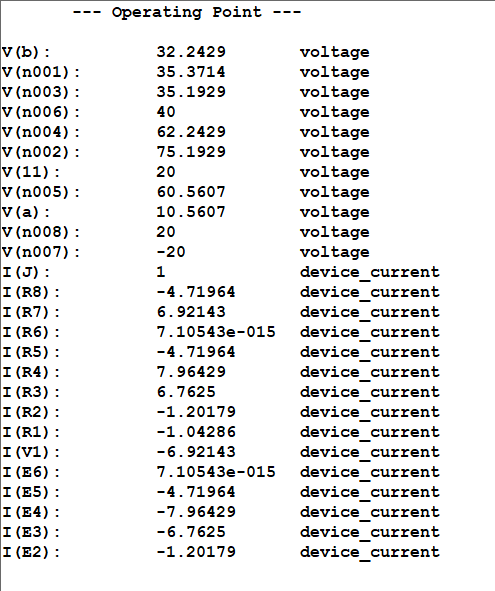 --- Operating Point ---
V(b): 32.2429 voltage
V(n001): 35.3714 voltage
V(n003): 35.1929 voltage
V(n006): 40 voltage
V(n004): 62.2429 voltage
V(n002): 75.1929 voltage
V(11): 20 voltage
V(n005): 60.5607 voltage
V(a): 10.5607 voltage
V(n008): 20 voltage
V(n007): -20 voltage
I(J): 1 device_current
I(R8): -4.71964 device_current
I(R7): 6.92143 device_current
I(R6): 7.10543e-015 device_current
I(R5): -4.71964 device_current
I(R4): 7.96429 device_current
I(R3): 6.7625 device_current
I(R2): -1.20179 device_current
I(R1): -1.04286 device_current
I(V1): -6.92143 device_current
I(E6): 7.10543e-015 device_current
I(E5): -4.71964 device_current
I(E4): -7.96429 device_current
I(E3): -6.7625 device_current
I(E2): -1.20179 device_current